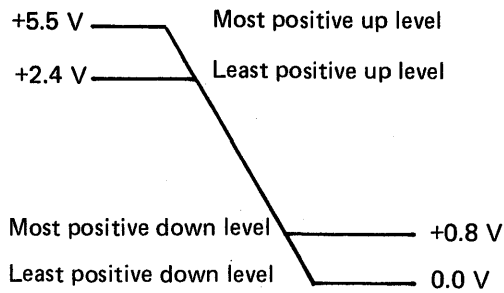 +5.5 V Most positive up level
+2.4 V Least positive up level
Most positive down level +0.8 V
Least positive down level 0.0 V